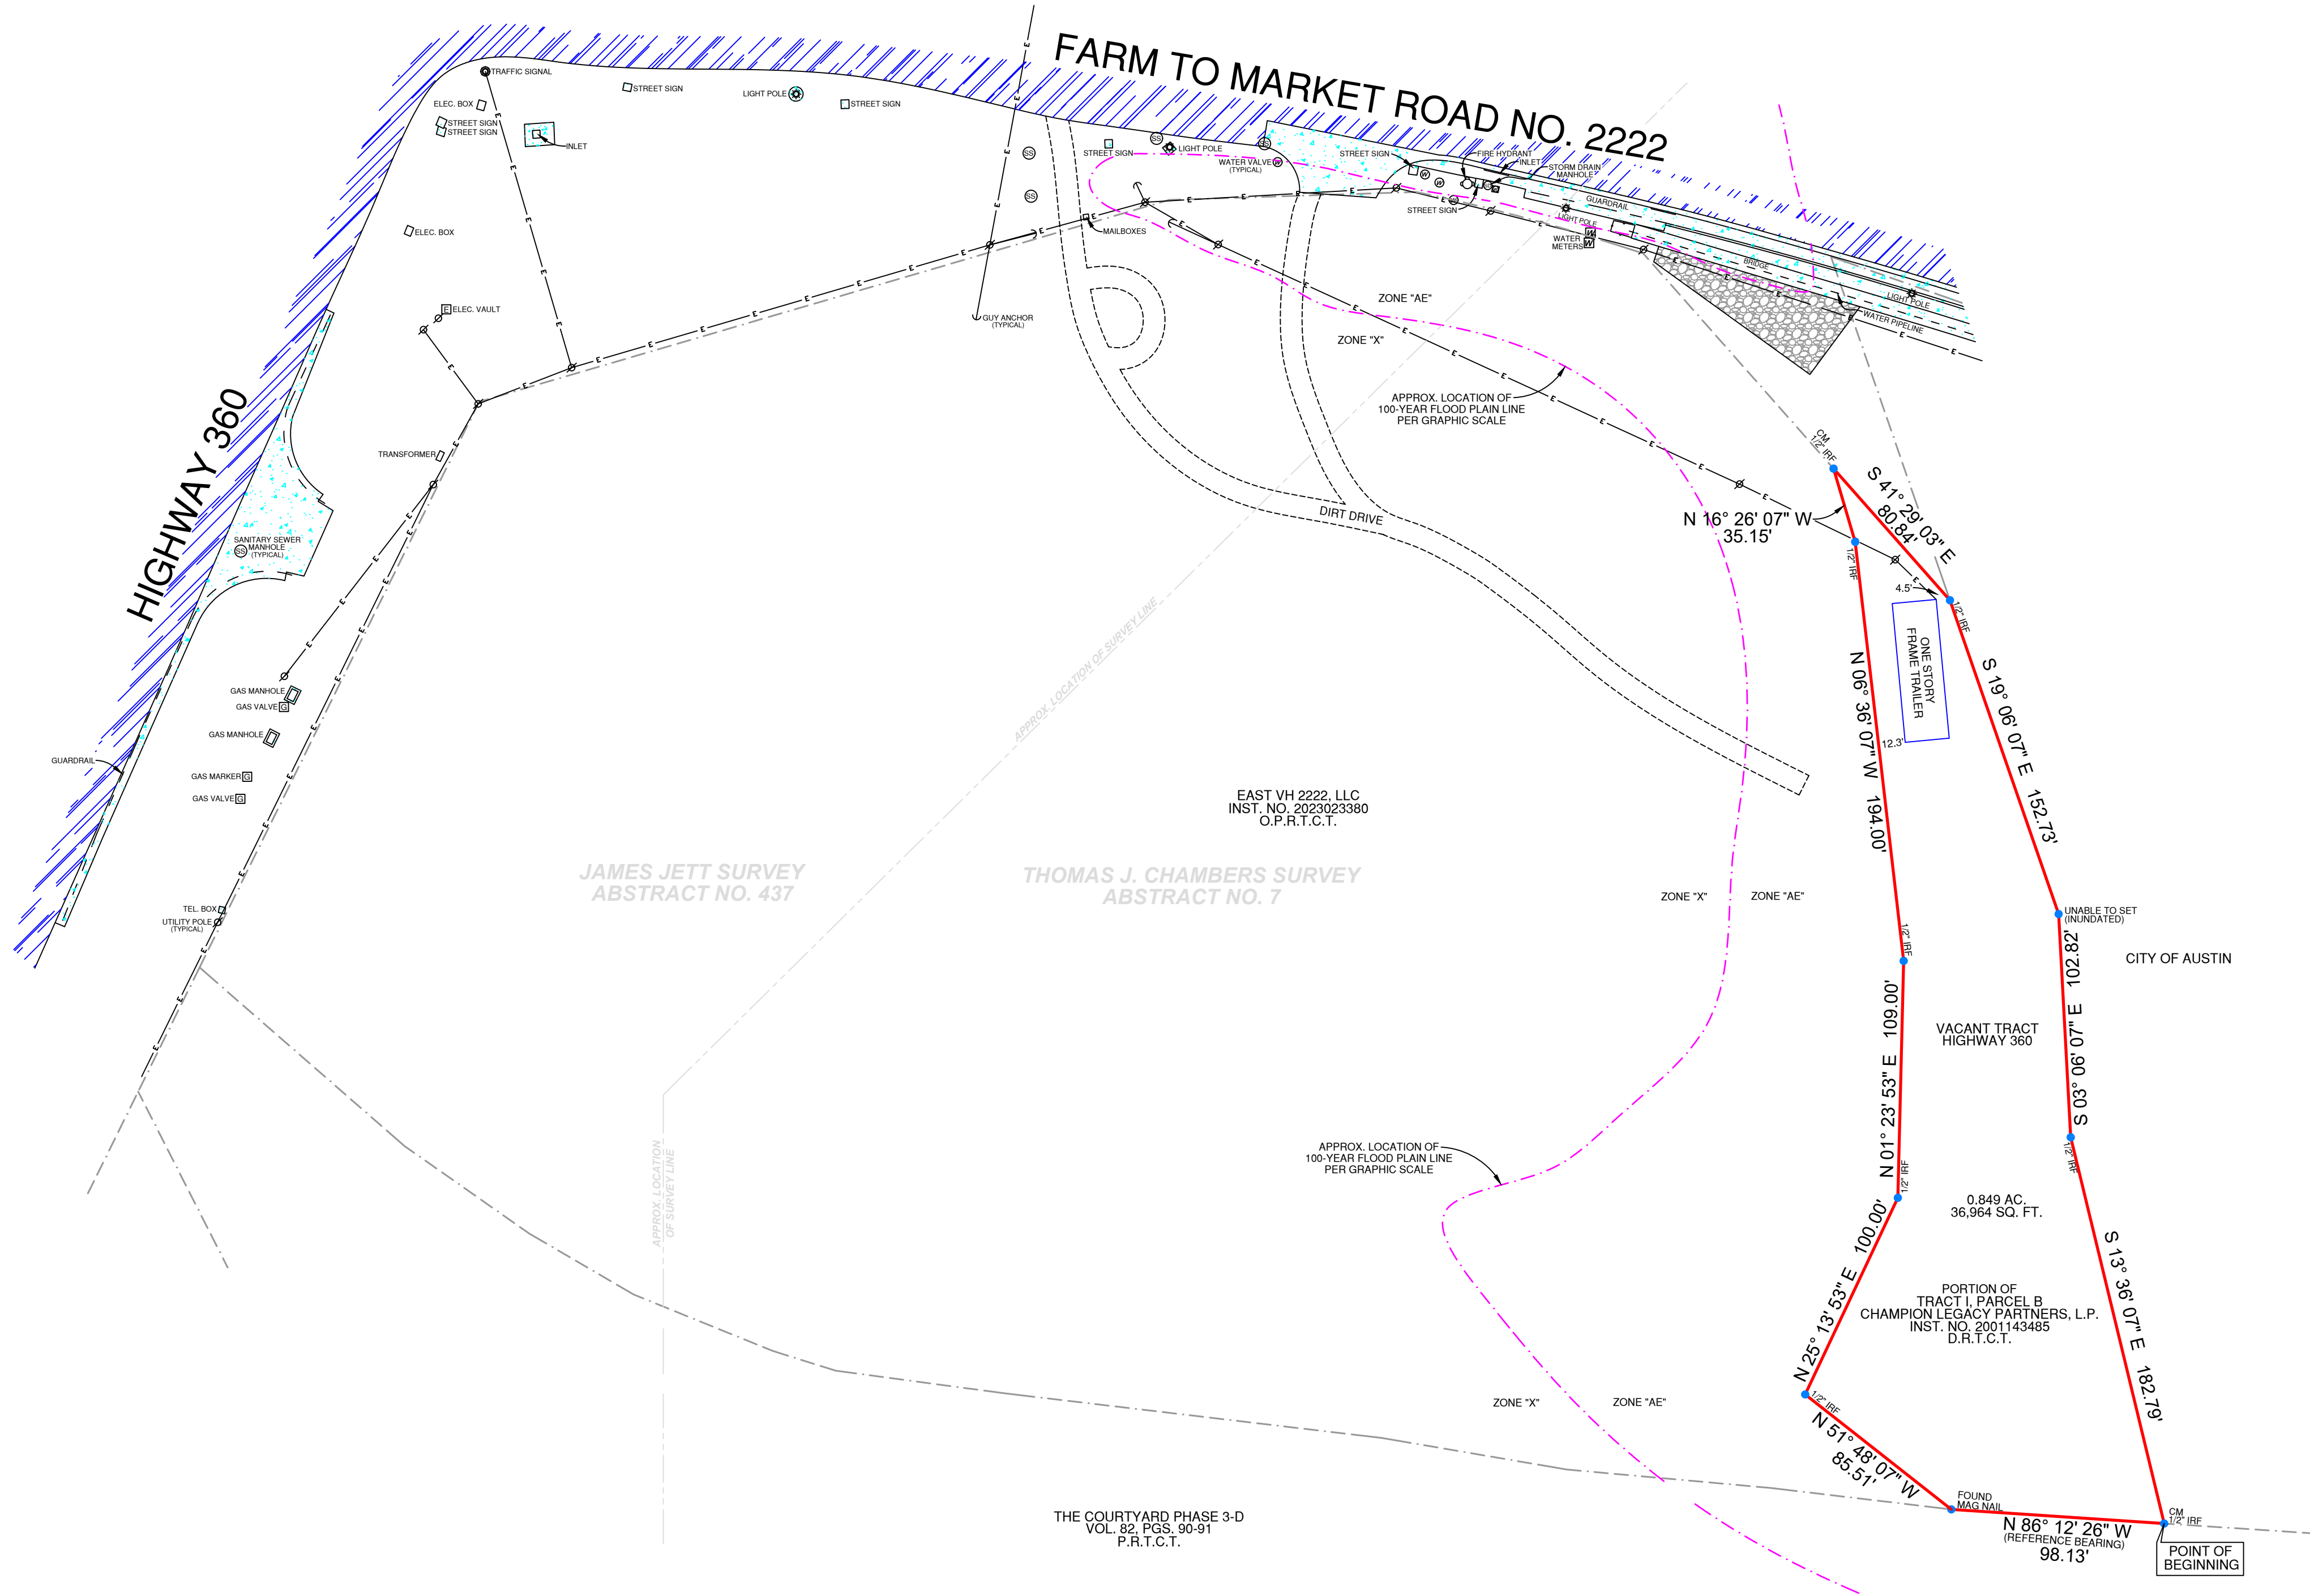 FARM TO MARKET ROAD NO. 2222
TRAFFIC SIGNAL
ELEC. BOX
STREET SIGN
STREET SIGN
INLET
STREET SIGN
LIGHT POLE
STREET SIGN
ELEC. BOX
E
ELEC. VAULT
SS
SS
SS
SS
STREET SIGN
LIGHT POLE
WATER VALVE
(TYPICAL)
STREET SIGN
FIRE HYDRANT
INLET
STORM DRAIN
MANHOLE
STREET SIGN
GUARDRAIL
LIGHT POLE
WATER
METERS
BRIDGE
LIGHT POLE
WATER PIPELINE
MAILBOXES
GUY ANCHOR
(TYPICAL)
ZONE "AE"
ZONE "X"
APPROX. LOCATION OF
100-YEAR FLOOD PLAIN LINE
PER GRAPHIC SCALE
HIGHWAY 360
TRANSFORMER
SANITARY SEWER
MANHOLE
(TYPICAL)
SS
DIRT DRIVE
CM
1/2" IRF
S 41° 29' 03" E
80.84'
N 16° 26' 07" W
35.15'
1/2" IRF
4.5'
1/2" IRF
ONE STORY
FRAME TRAILER
12.3'
N 06° 36' 07" W 194.00'
S 19° 06' 07" E 152.73'
APPROX. LOCATION OF SURVEY LINE
GAS MANHOLE
GAS VALVE
G
GAS MANHOLE
GUARDRAIL
GAS MARKER
G
GAS VALVE
G
EAST VH 2222, LLC
INST. NO. 2023023380
O.P.R.T.C.T.
JAMES JETT SURVEY
ABSTRACT NO. 437
THOMAS J. CHAMBERS SURVEY
ABSTRACT NO. 7
ZONE "X"
ZONE "AE"
TEL. BOX
UTILITY POLE
(TYPICAL)
UNABLE TO SET
(INUNDATED)
1/2" IRF
S 03° 06' 07" E 102.82'
CITY OF AUSTIN
N 01° 23' 53" E 109.00'
VACANT TRACT
HIGHWAY 360
1/2" IRF
1/2" IRF
APPROX. LOCATION
OF SURVEY LINE
APPROX. LOCATION OF
100-YEAR FLOOD PLAIN LINE
PER GRAPHIC SCALE
0.849 AC.
36,964 SQ. FT.
N 25° 13' 53" E 100.00'
S 13° 36' 07" E 182.79'
PORTION OF
TRACT I, PARCEL B
CHAMPION LEGACY PARTNERS, L.P.
INST. NO. 2001143485
D.R.T.C.T.
ZONE "X"
ZONE "AE"
1/2" IRF
N 51° 48' 07" W
85.51'
FOUND
MAG NAIL
CM
1/2" IRF
N 86° 12' 26" W
(REFERENCE BEARING)
98.13'
POINT OF
BEGINNING
THE COURTYARD PHASE 3-D
VOL. 82, PGS. 90-91
P.R.T.C.T.